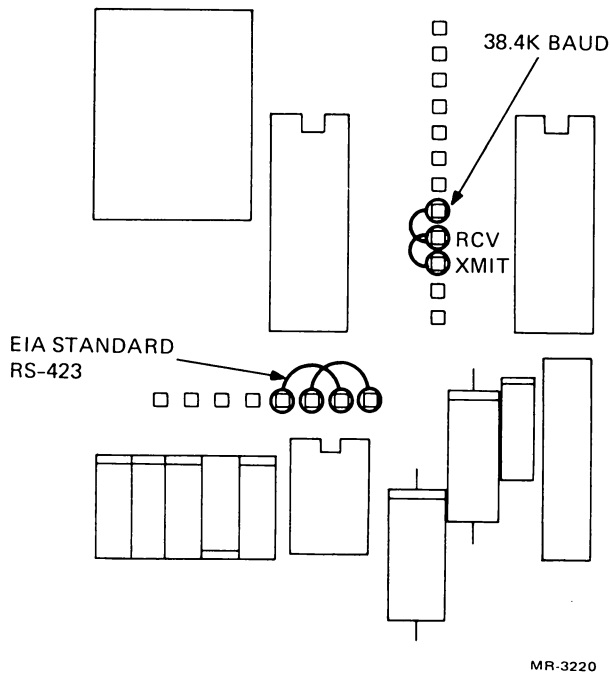 38.4K BAUD
RCV
XMIT
EIA STANDARD
RS-423
MR-3220